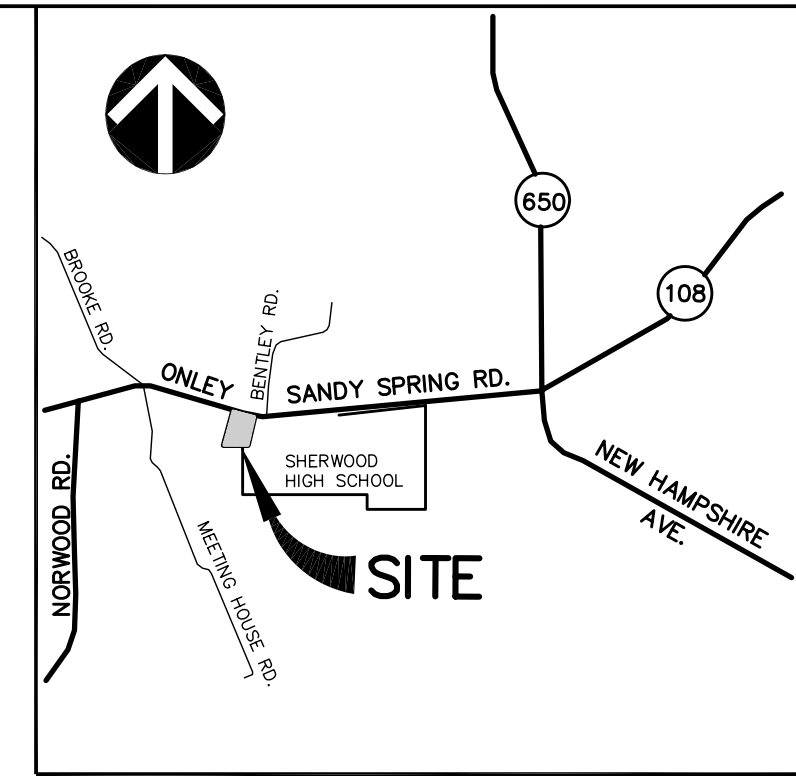 650
108
BROOKE RD.
BENTLEY RD.
ONLEY
SANDY SPRING RD.
SHERWOOD
HIGH SCHOOL
NEW HAMPSHIRE
AVE.
NORWOOD RD.
MEETING HOUSE RD.
SITE